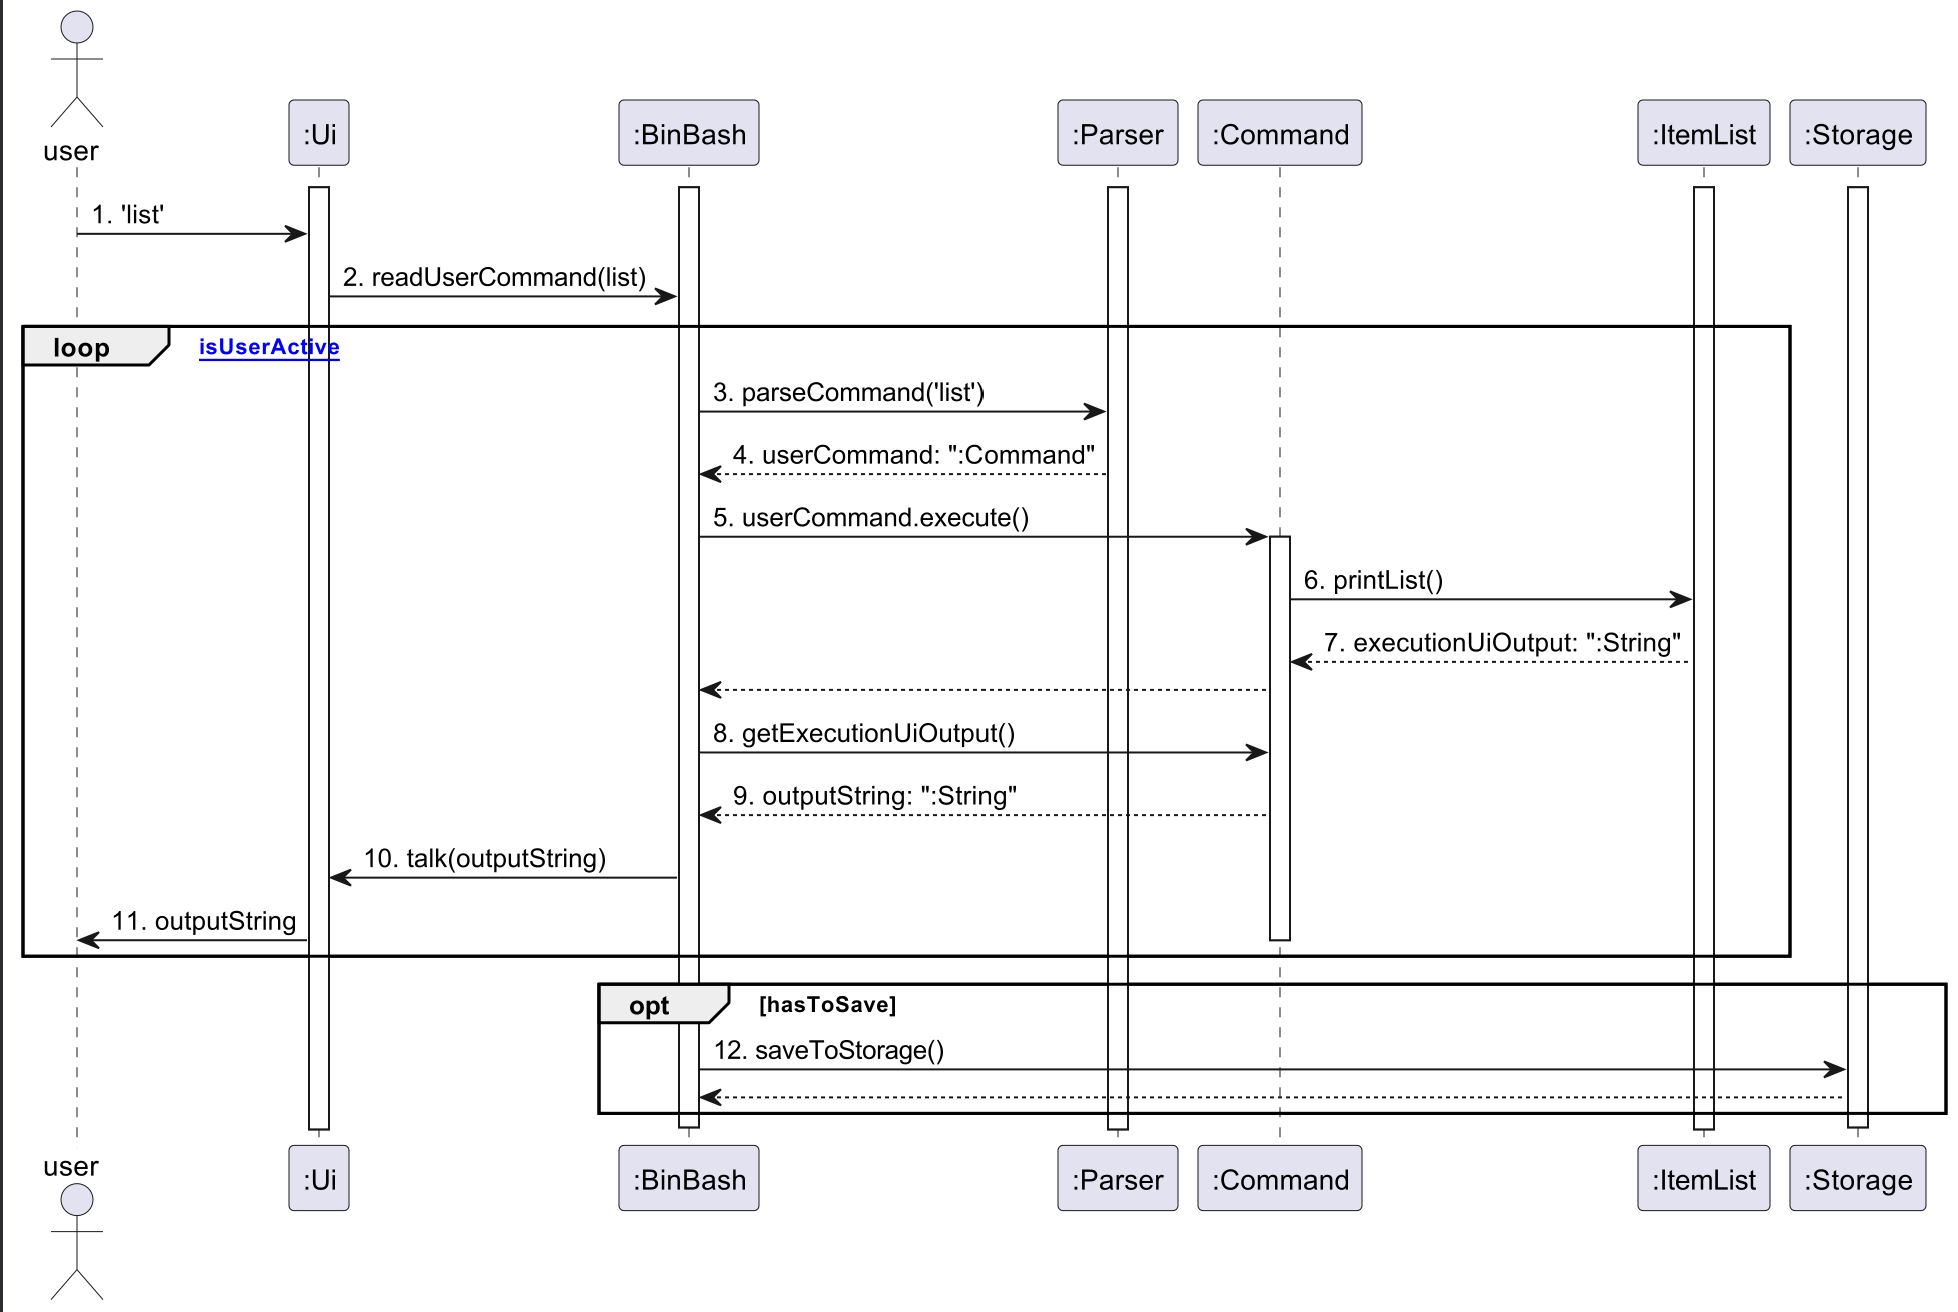 user
:Ui
:BinBash
:Parser
:Command
:ItemList
:Storage
1. 'list'
2. readUserCommand(list)
loop
isUserActive
3. parseCommand('list')
4. userCommand: ":Command"
5. userCommand.execute()
6. printList()
7. executionUiOutput: ":String"
8. getExecutionUiOutput()
9. outputString: ":String"
10. talk(outputString)
11. outputString
opt
[hasToSave]
12. saveToStorage()
user
:Ui
:BinBash
:Parser
:Command
:ItemList
:Storage